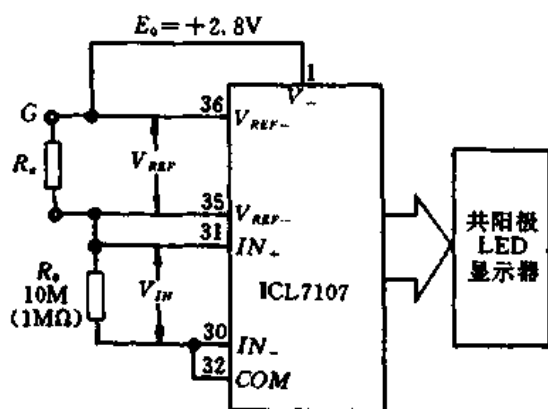 E₀=+2.8V
1
V₋
G
36
V_REF−
Rₓ
V_REF
35
V_REF−
31
IN₊
R₀
10M
(1MΩ)
V_IN
ICL7107
30
IN₋
32
COM
共阳极
LED
显示器